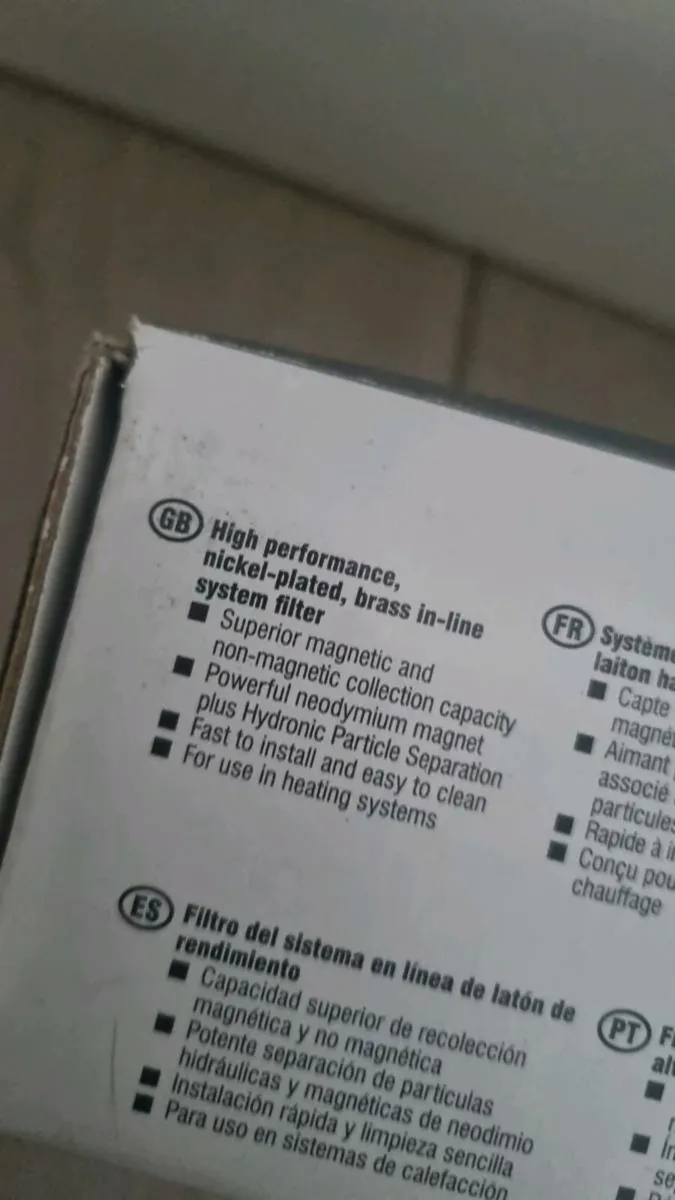 GB High performance,
nickel-plated, brass in-line
system filter
■ Superior magnetic and
non-magnetic collection capacity
■ Powerful neodymium magnet
plus Hydronic Particle Separation
■ Fast to install and easy to clean
■ For use in heating systems
FR Système
laiton
■ Capte
■ Aimant
associé
particules
■ Rapide à
■ Conçu
chauffage
ES Filtro del sistema en línea de latón de
rendimiento
■ Capacidad superior de recolección
magnética y no magnética
■ Potente separación de partículas
hidráulicas y magnéticas de neodimio
■ Instalación rápida y limpieza sencilla
■ Para uso en sistemas de calefacción
PT